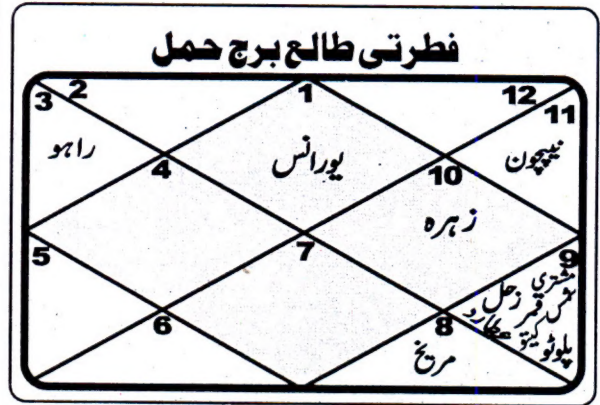 فطرتی طالع برج حمل
1
2
3
12
11
راہو
یورانس
نیپچون
4
10
زہرہ
5
7
9
مشتری
شمس قمر زحل
پلوٹو کیتو عطارد
6
8
مریخ